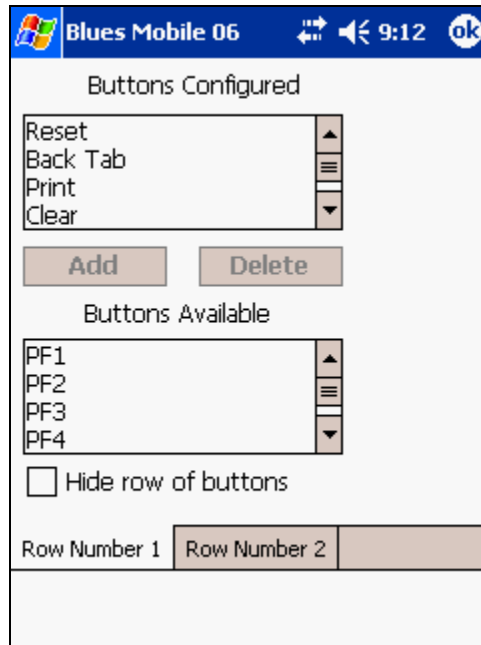 Blues Mobile 06 9:12 ok
Buttons Configured
Reset
Back Tab
Print
Clear
Add Delete
Buttons Available
PF1
PF2
PF3
PF4
Hide row of buttons
Row Number 1 Row Number 2